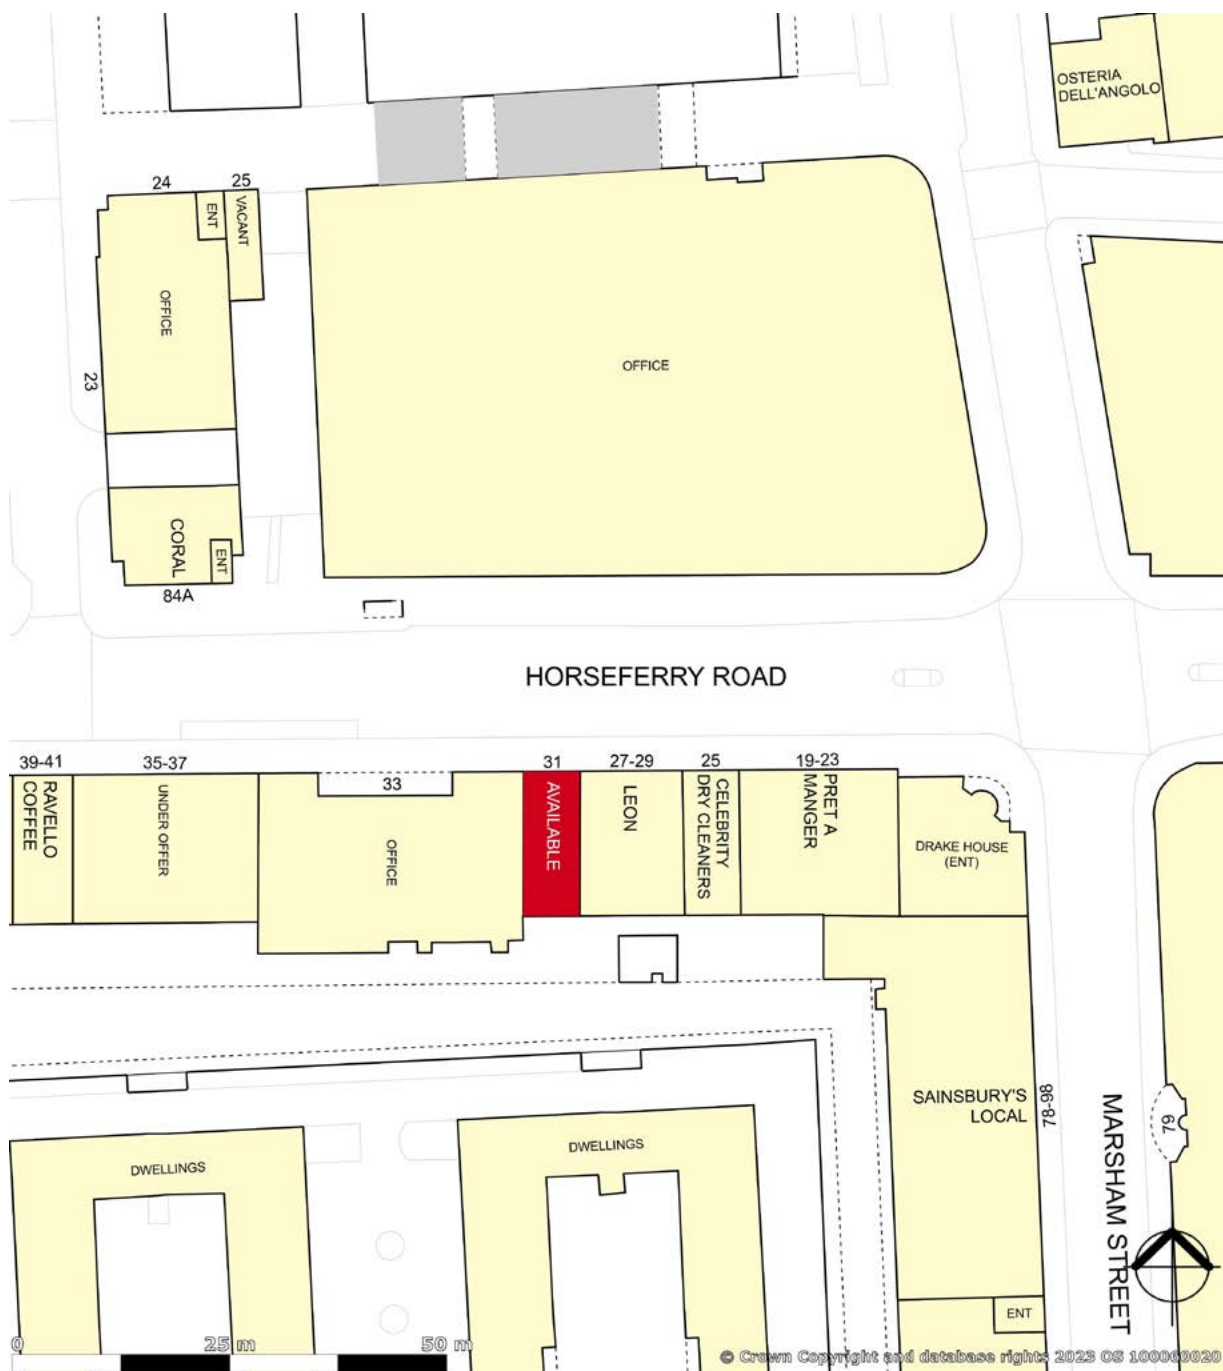 OSTERIA
DELL'ANGOLO
24
25
ENT
VACANT
OFFICE
23
OFFICE
CORAL
ENT
84A
HORSEFERRY ROAD
39-41
35-37
31
27-29
25
19-23
33
RAVELLO
COFFEE
UNDER OFFER
OFFICE
AVAILABLE
LEON
CELEBRITY
DRY CLEANERS
PRET A
MANGER
DRAKE HOUSE
(ENT)
SAINSBURY'S
LOCAL
78-98
79
MARSHAM STREET
DWELLINGS
DWELLINGS
ENT
0
25 m
50 m
© Crown Copyright and database rights 2023 OS 100060020